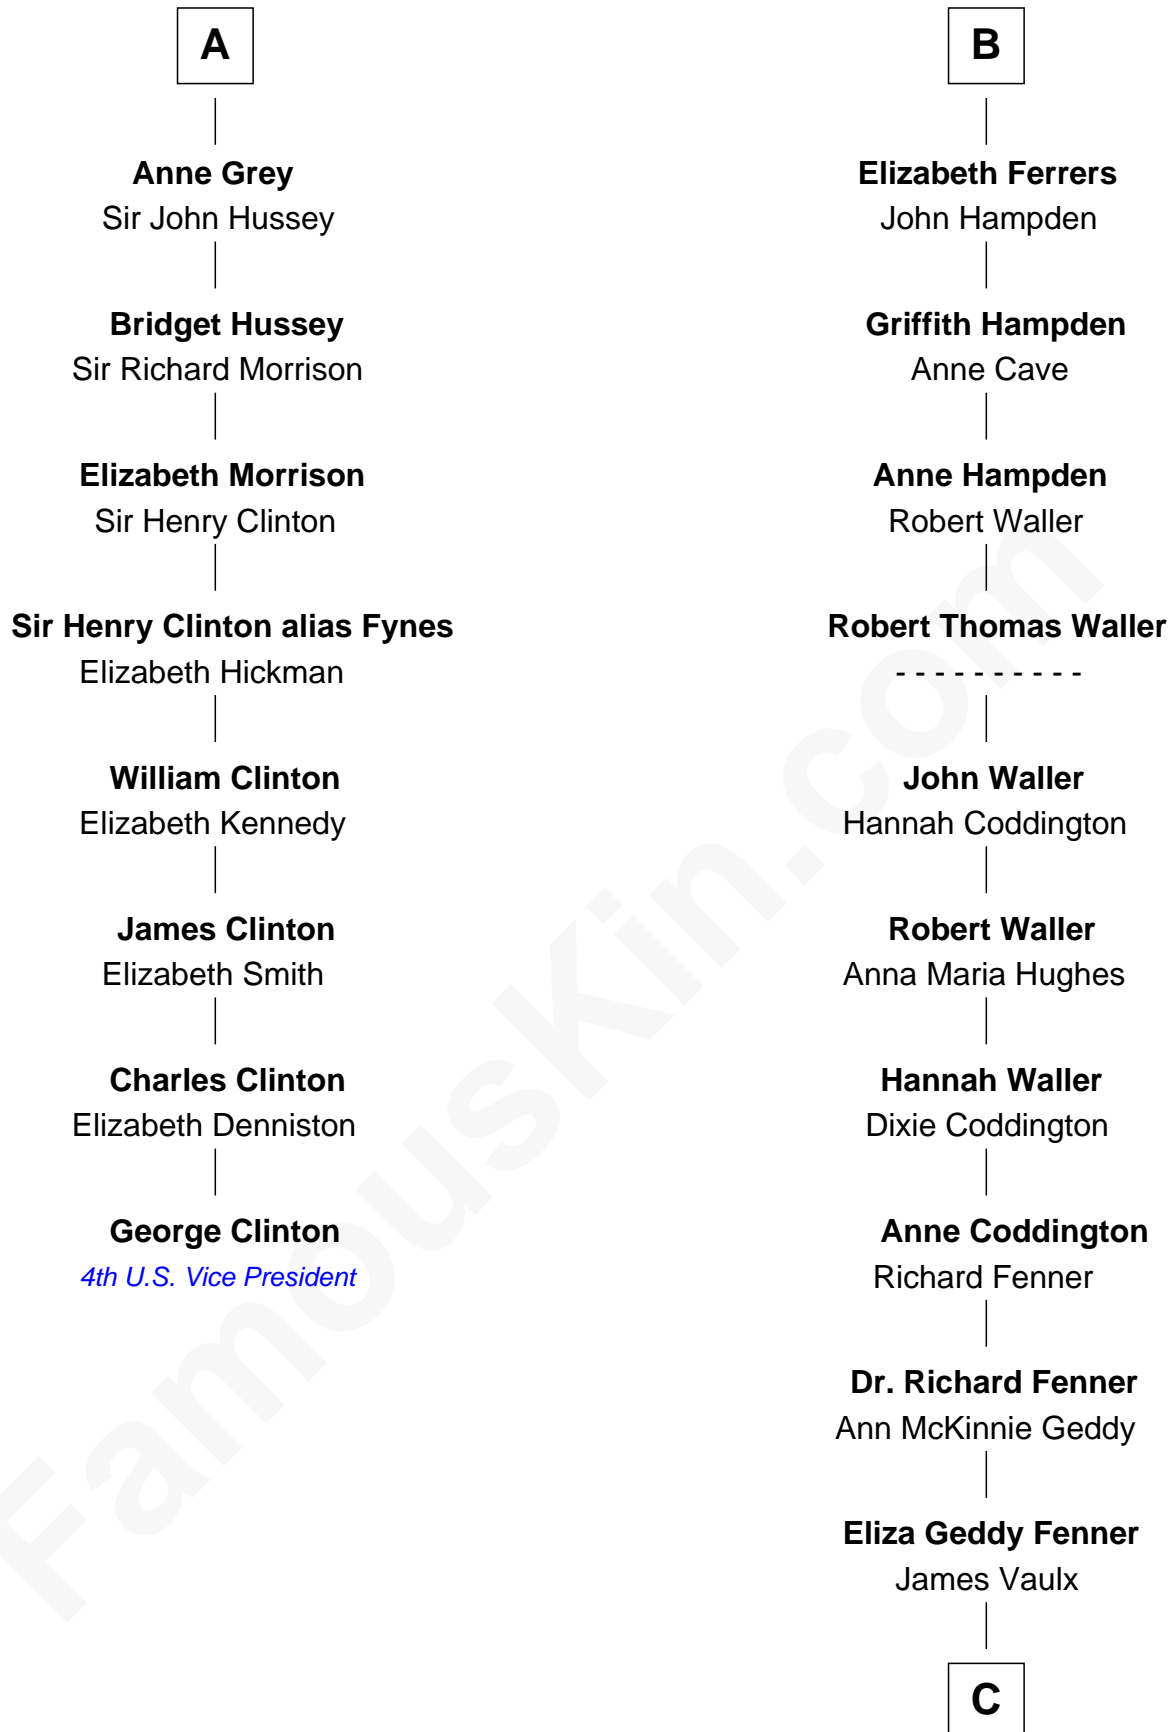 A
Anne Grey
Sir John Hussey
Bridget Hussey
Sir Richard Morrison
Elizabeth Morrison
Sir Henry Clinton
Sir Henry Clinton alias Fynes
Elizabeth Hickman
William Clinton
Elizabeth Kennedy
James Clinton
Elizabeth Smith
Charles Clinton
Elizabeth Denniston
George Clinton
4th U.S. Vice President
B
Elizabeth Ferrers
John Hampden
Griffith Hampden
Anne Cave
Anne Hampden
Robert Waller
Robert Thomas Waller
- - - - - - - - - -
John Waller
Hannah Coddington
Robert Waller
Anna Maria Hughes
Hannah Waller
Dixie Coddington
Anne Coddington
Richard Fenner
Dr. Richard Fenner
Ann McKinnie Geddy
Eliza Geddy Fenner
James Vaulx
C
FamousKin.com